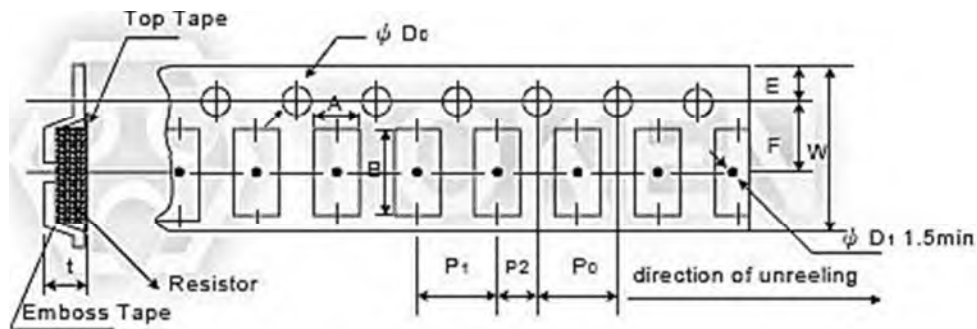 Top Tape
ϕ D0
A
E
B
F
W
ϕ D1 1.5min
P1
P2
P0
direction of unreeling
t
Resistor
Emboss Tape